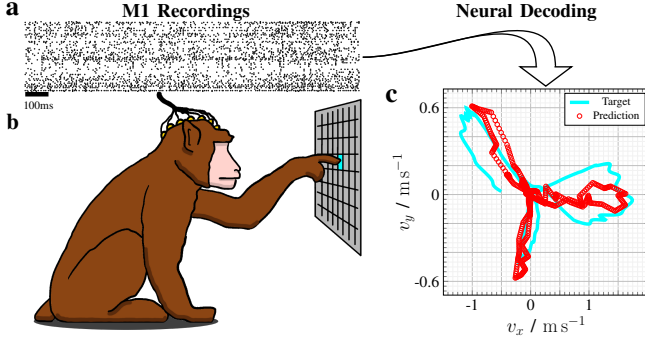 a
M1 Recordings
Neural Decoding
100ms
b
c
Target
Prediction
0.6
0
-0.6
v_y / m s⁻¹
-1
0
1
v_x / m s⁻¹